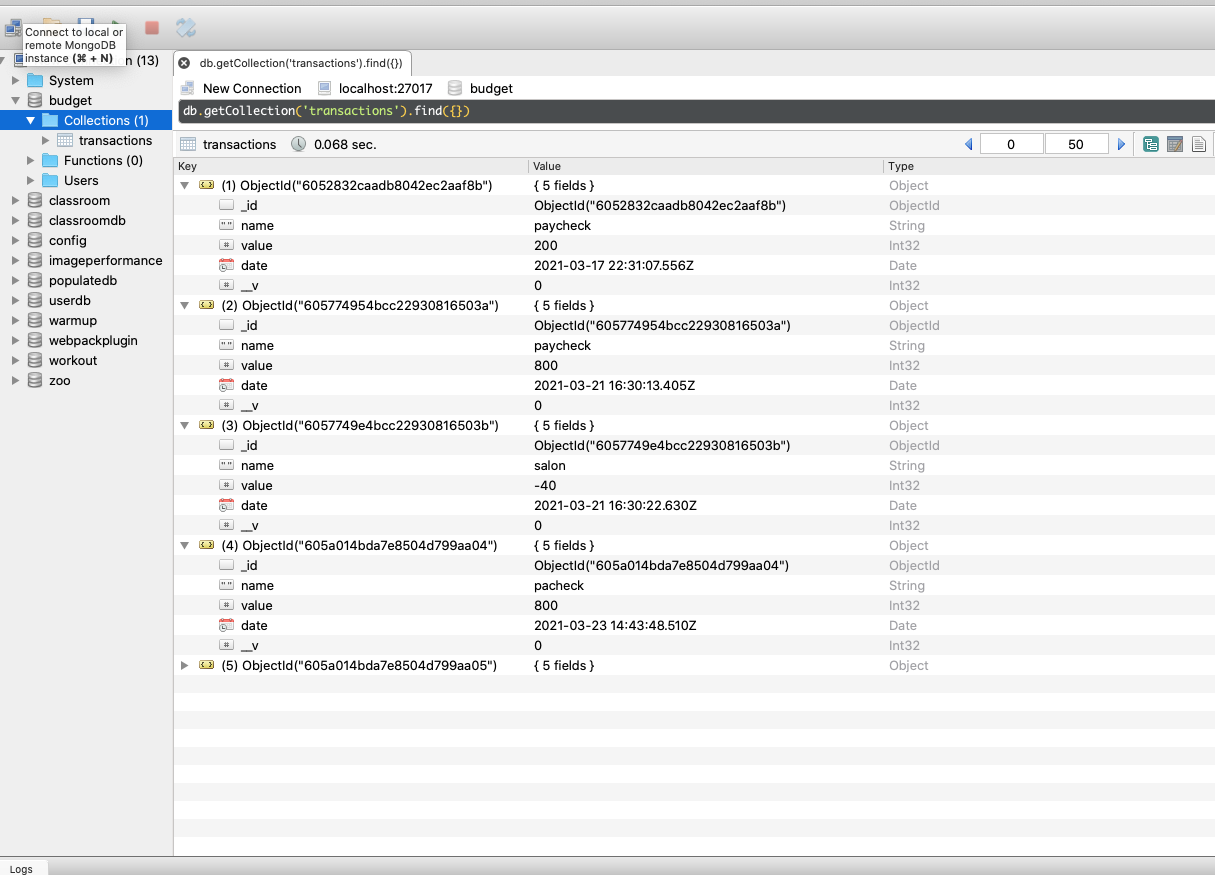 Connect to local or
remote MongoDB
instance (⌘ + N)
n (13)
System
budget
Collections (1)
transactions
Functions (0)
Users
classroom
classroomdb
config
imageperformance
populatedb
userdb
warmup
webpackplugin
workout
zoo
db.getCollection('transactions').find({})
New Connection localhost:27017 budget
db.getCollection('transactions').find({})
transactions 0.068 sec. 0 50
Key Value Type
(1) ObjectId("6052832caadb8042ec2aaf8b") { 5 fields } Object
_id ObjectId("6052832caadb8042ec2aaf8b") ObjectId
name paycheck String
value 200 Int32
date 2021-03-17 22:31:07.556Z Date
__v 0 Int32
(2) ObjectId("605774954bcc22930816503a") { 5 fields } Object
_id ObjectId("605774954bcc22930816503a") ObjectId
name paycheck String
value 800 Int32
date 2021-03-21 16:30:13.405Z Date
__v 0 Int32
(3) ObjectId("6057749e4bcc22930816503b") { 5 fields } Object
_id ObjectId("6057749e4bcc22930816503b") ObjectId
name salon String
value -40 Int32
date 2021-03-21 16:30:22.630Z Date
__v 0 Int32
(4) ObjectId("605a014bda7e8504d799aa04") { 5 fields } Object
_id ObjectId("605a014bda7e8504d799aa04") ObjectId
name pacheck String
value 800 Int32
date 2021-03-23 14:43:48.510Z Date
__v 0 Int32
(5) ObjectId("605a014bda7e8504d799aa05") { 5 fields } Object
Logs